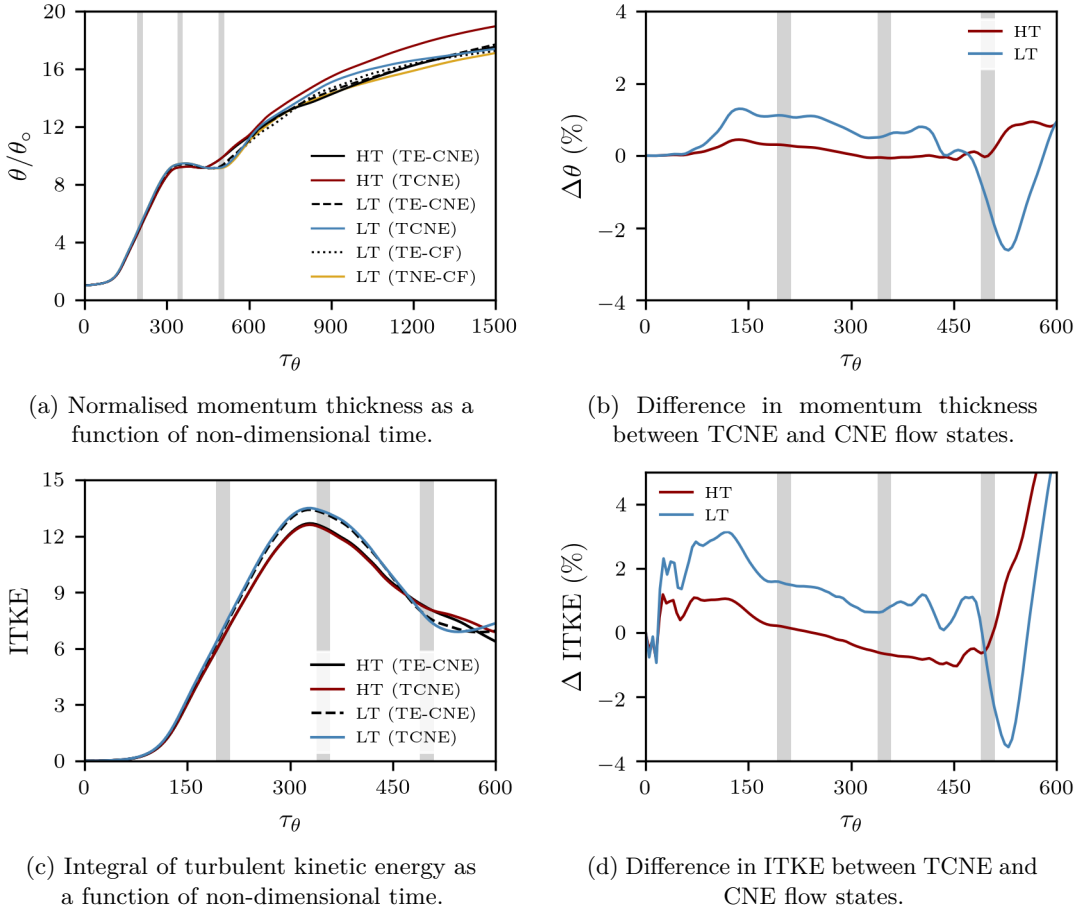 20
16
12
8
4
0
θ/θ₀
HT (TE-CNE)
HT (TCNE)
LT (TE-CNE)
LT (TCNE)
LT (TE-CF)
LT (TNE-CF)
0 300 600 900 1200 1500
τθ
(a) Normalised momentum thickness as a
function of non-dimensional time.
4
2
0
−2
−4
Δθ (%)
HT
LT
0 150 300 450 600
τθ
(b) Difference in momentum thickness
between TCNE and CNE flow states.
15
12
9
6
3
0
ITKE
HT (TE-CNE)
HT (TCNE)
LT (TE-CNE)
LT (TCNE)
0 150 300 450 600
τθ
(c) Integral of turbulent kinetic energy as
a function of non-dimensional time.
4
2
0
−2
−4
Δ ITKE (%)
HT
LT
0 150 300 450 600
τθ
(d) Difference in ITKE between TCNE and
CNE flow states.